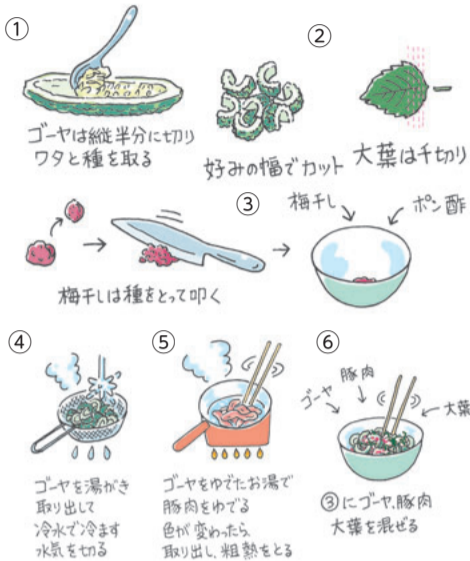 ①
ゴーヤは縦半分に切り
ワタと種を取る
好みの幅でカット
②
大葉は千切り
③
梅干し
ポン酢
梅干しは種をとって叩く
④
ゴーヤを湯がき
取り出して
冷水で冷ます
水気を切る
⑤
ゴーヤをゆでたお湯で
豚肉をゆでる
色が変わったら
取り出し、粗熱をとる
⑥
ゴーヤ
豚肉
大葉
③にゴーヤ、豚肉
大葉を混ぜる